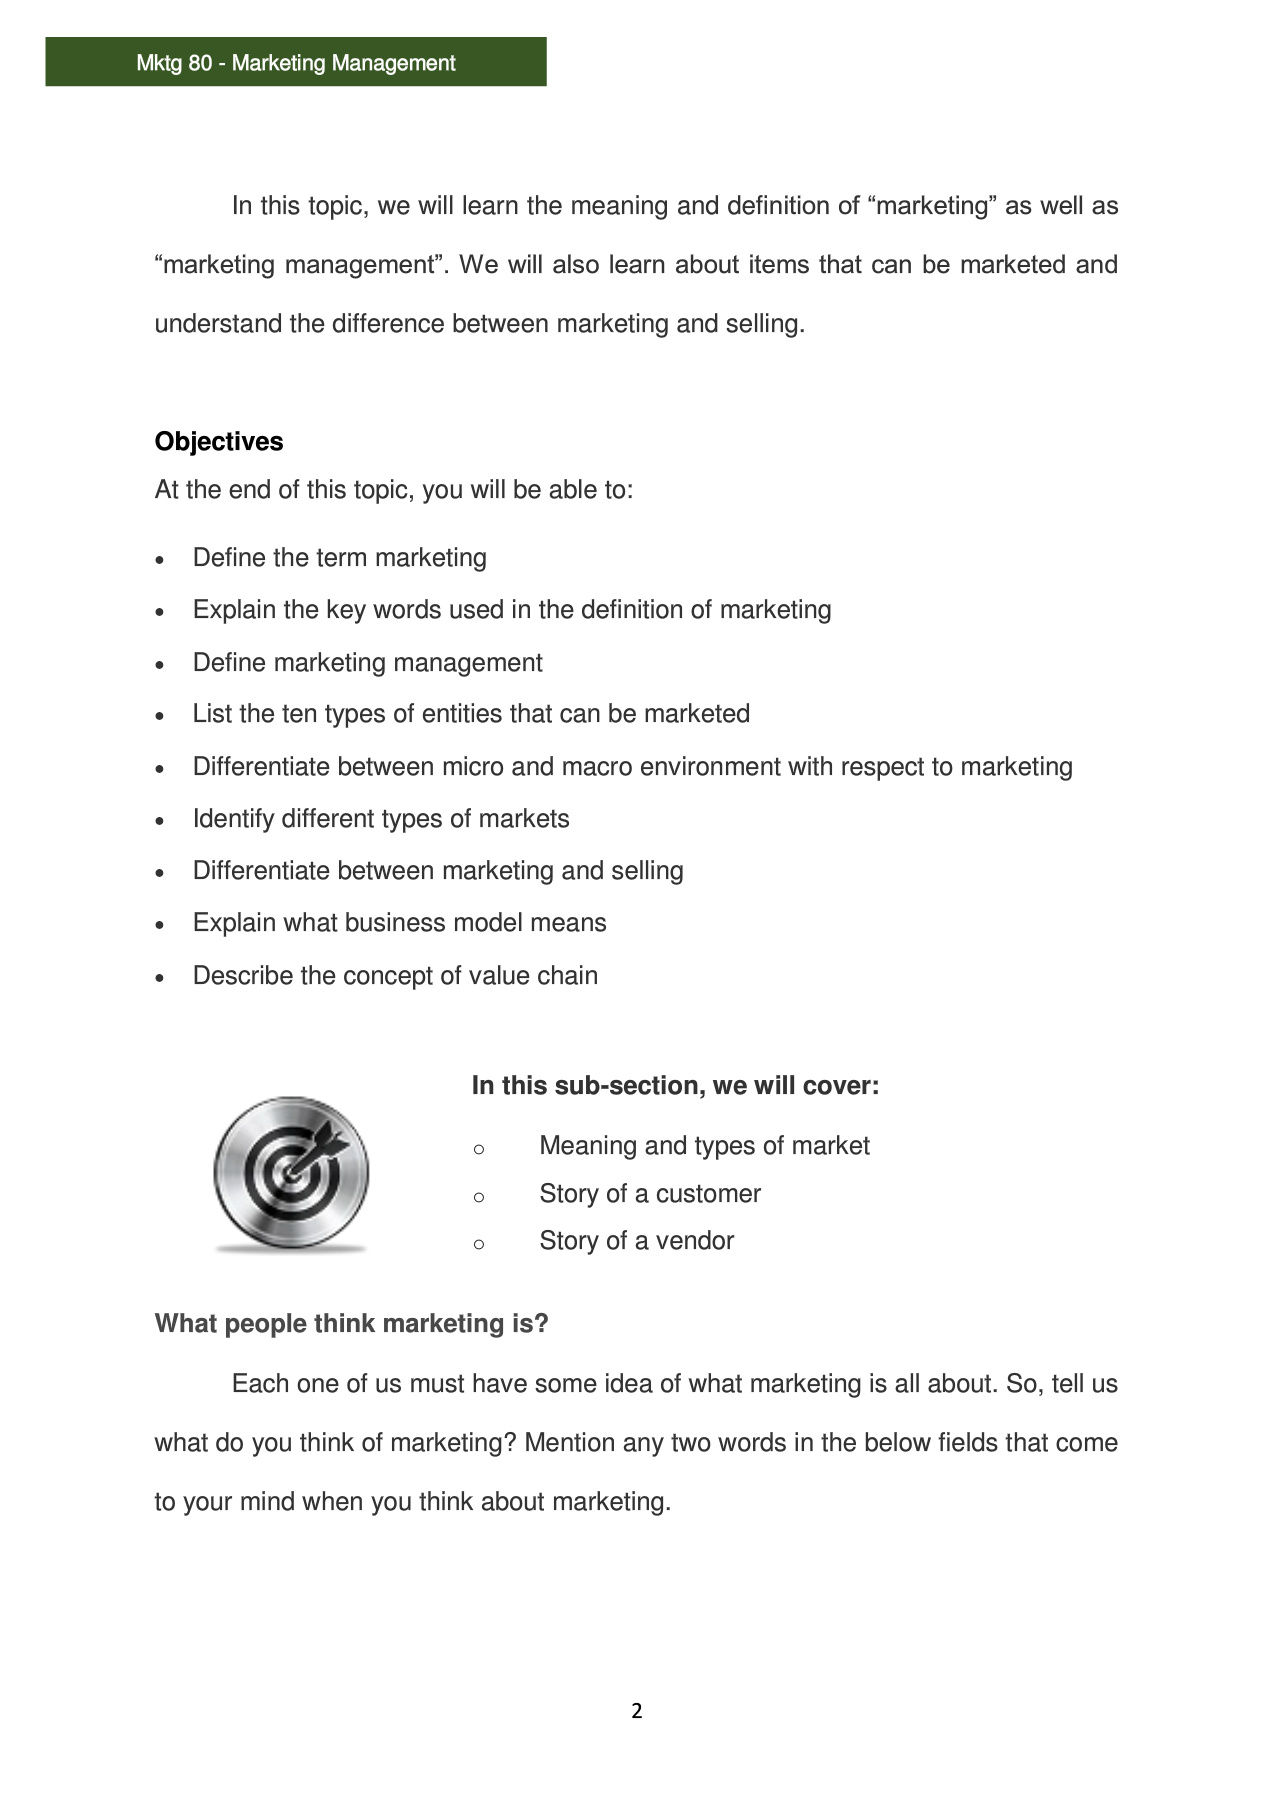 Mktg 80 - Marketing Management
In this topic, we will learn the meaning and definition of “marketing” as well as
“marketing management”. We will also learn about items that can be marketed and
understand the difference between marketing and selling.
Objectives
At the end of this topic, you will be able to:
• Define the term marketing
• Explain the key words used in the definition of marketing
• Define marketing management
• List the ten types of entities that can be marketed
• Differentiate between micro and macro environment with respect to marketing
• Identify different types of markets
• Differentiate between marketing and selling
• Explain what business model means
• Describe the concept of value chain
In this sub-section, we will cover:
o Meaning and types of market
o Story of a customer
o Story of a vendor
What people think marketing is?
Each one of us must have some idea of what marketing is all about. So, tell us
what do you think of marketing? Mention any two words in the below fields that come
to your mind when you think about marketing.
2